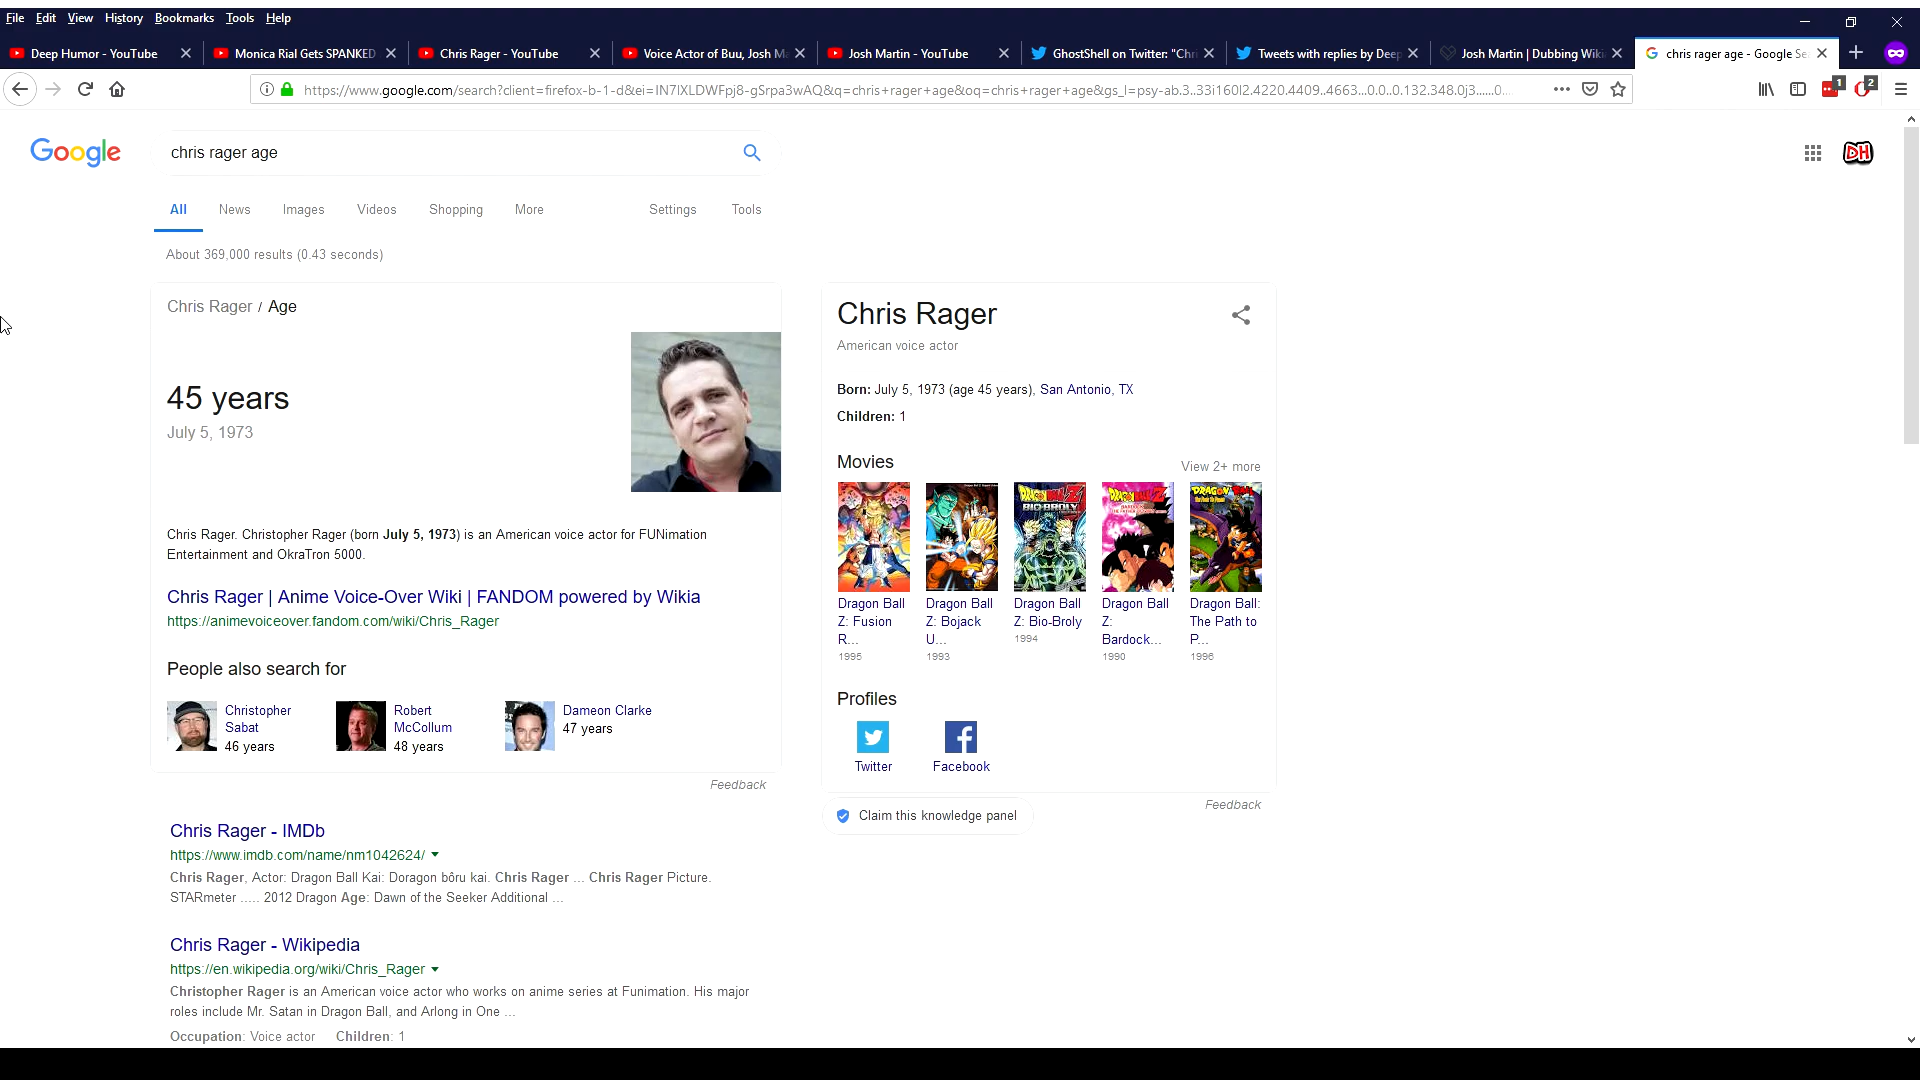 File Edit View History Bookmarks Tools Help
Deep Humor - YouTube
Monica Rial Gets SPANKED
Chris Rager - YouTube
Voice Actor of Buu, Josh Ma
Josh Martin - YouTube
GhostShell on Twitter: "Chri
Tweets with replies by Deep
Josh Martin | Dubbing Wiki
chris rager age - Google Se
https://www.google.com/search?client=firefox-b-1-d&ei=IN7lXLDWFpj8-gSrpa3wAQ&q=chris+rager+age&oq=chris+rager+age&gs_l=psy-ab.3..33i160l2.4220.4409..4663...0.0..0.132.348.0j3......0....
1
2
Google
chris rager age
DH
All News Images Videos Shopping More Settings Tools
About 369,000 results (0.43 seconds)
Chris Rager / Age
45 years
July 5, 1973
Chris Rager. Christopher Rager (born July 5, 1973) is an American voice actor for FUNimation
Entertainment and OkraTron 5000.
Chris Rager | Anime Voice-Over Wiki | FANDOM powered by Wikia
https://animevoiceover.fandom.com/wiki/Chris_Rager
People also search for
Christopher
Sabat
46 years
Robert
McCollum
48 years
Dameon Clarke
47 years
Feedback
Chris Rager - IMDb
https://www.imdb.com/name/nm1042624/
Chris Rager, Actor: Dragon Ball Kai: Doragon bôru kai. Chris Rager ... Chris Rager Picture.
STARmeter ..... 2012 Dragon Age: Dawn of the Seeker Additional ...
Chris Rager - Wikipedia
https://en.wikipedia.org/wiki/Chris_Rager
Christopher Rager is an American voice actor who works on anime series at Funimation. His major
roles include Mr. Satan in Dragon Ball, and Arlong in One ...
Occupation: Voice actor Children: 1
Chris Rager
American voice actor
Born: July 5, 1973 (age 45 years), San Antonio, TX
Children: 1
Movies
View 2+ more
Dragon Ball
Z: Fusion
R...
1995
Dragon Ball
Z: Bojack
U...
1993
Dragon Ball
Z: Bio-Broly
1994
Dragon Ball
Z:
Bardock...
1990
Dragon Ball:
The Path to
P...
1996
Profiles
Twitter
Facebook
Feedback
Claim this knowledge panel